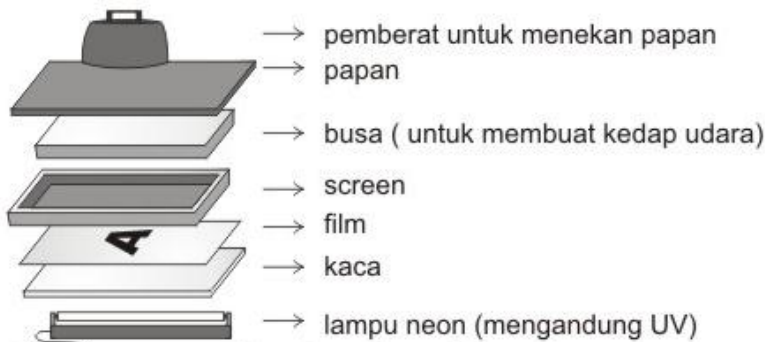 pemberat untuk menekan papan
papan
busa ( untuk membuat kedap udara)
screen
film
A
kaca
lampu neon (mengandung UV)